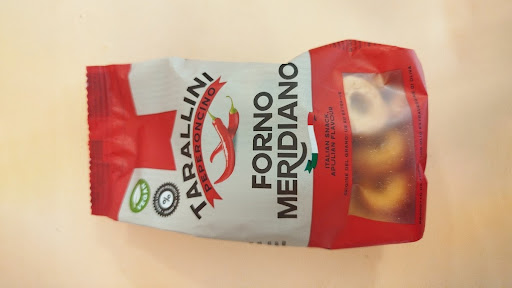 TARALLINI
PEPERONCINO
FORNO
MERIDIANO
ITALIAN SNACK
APULIAN FLAVOUR